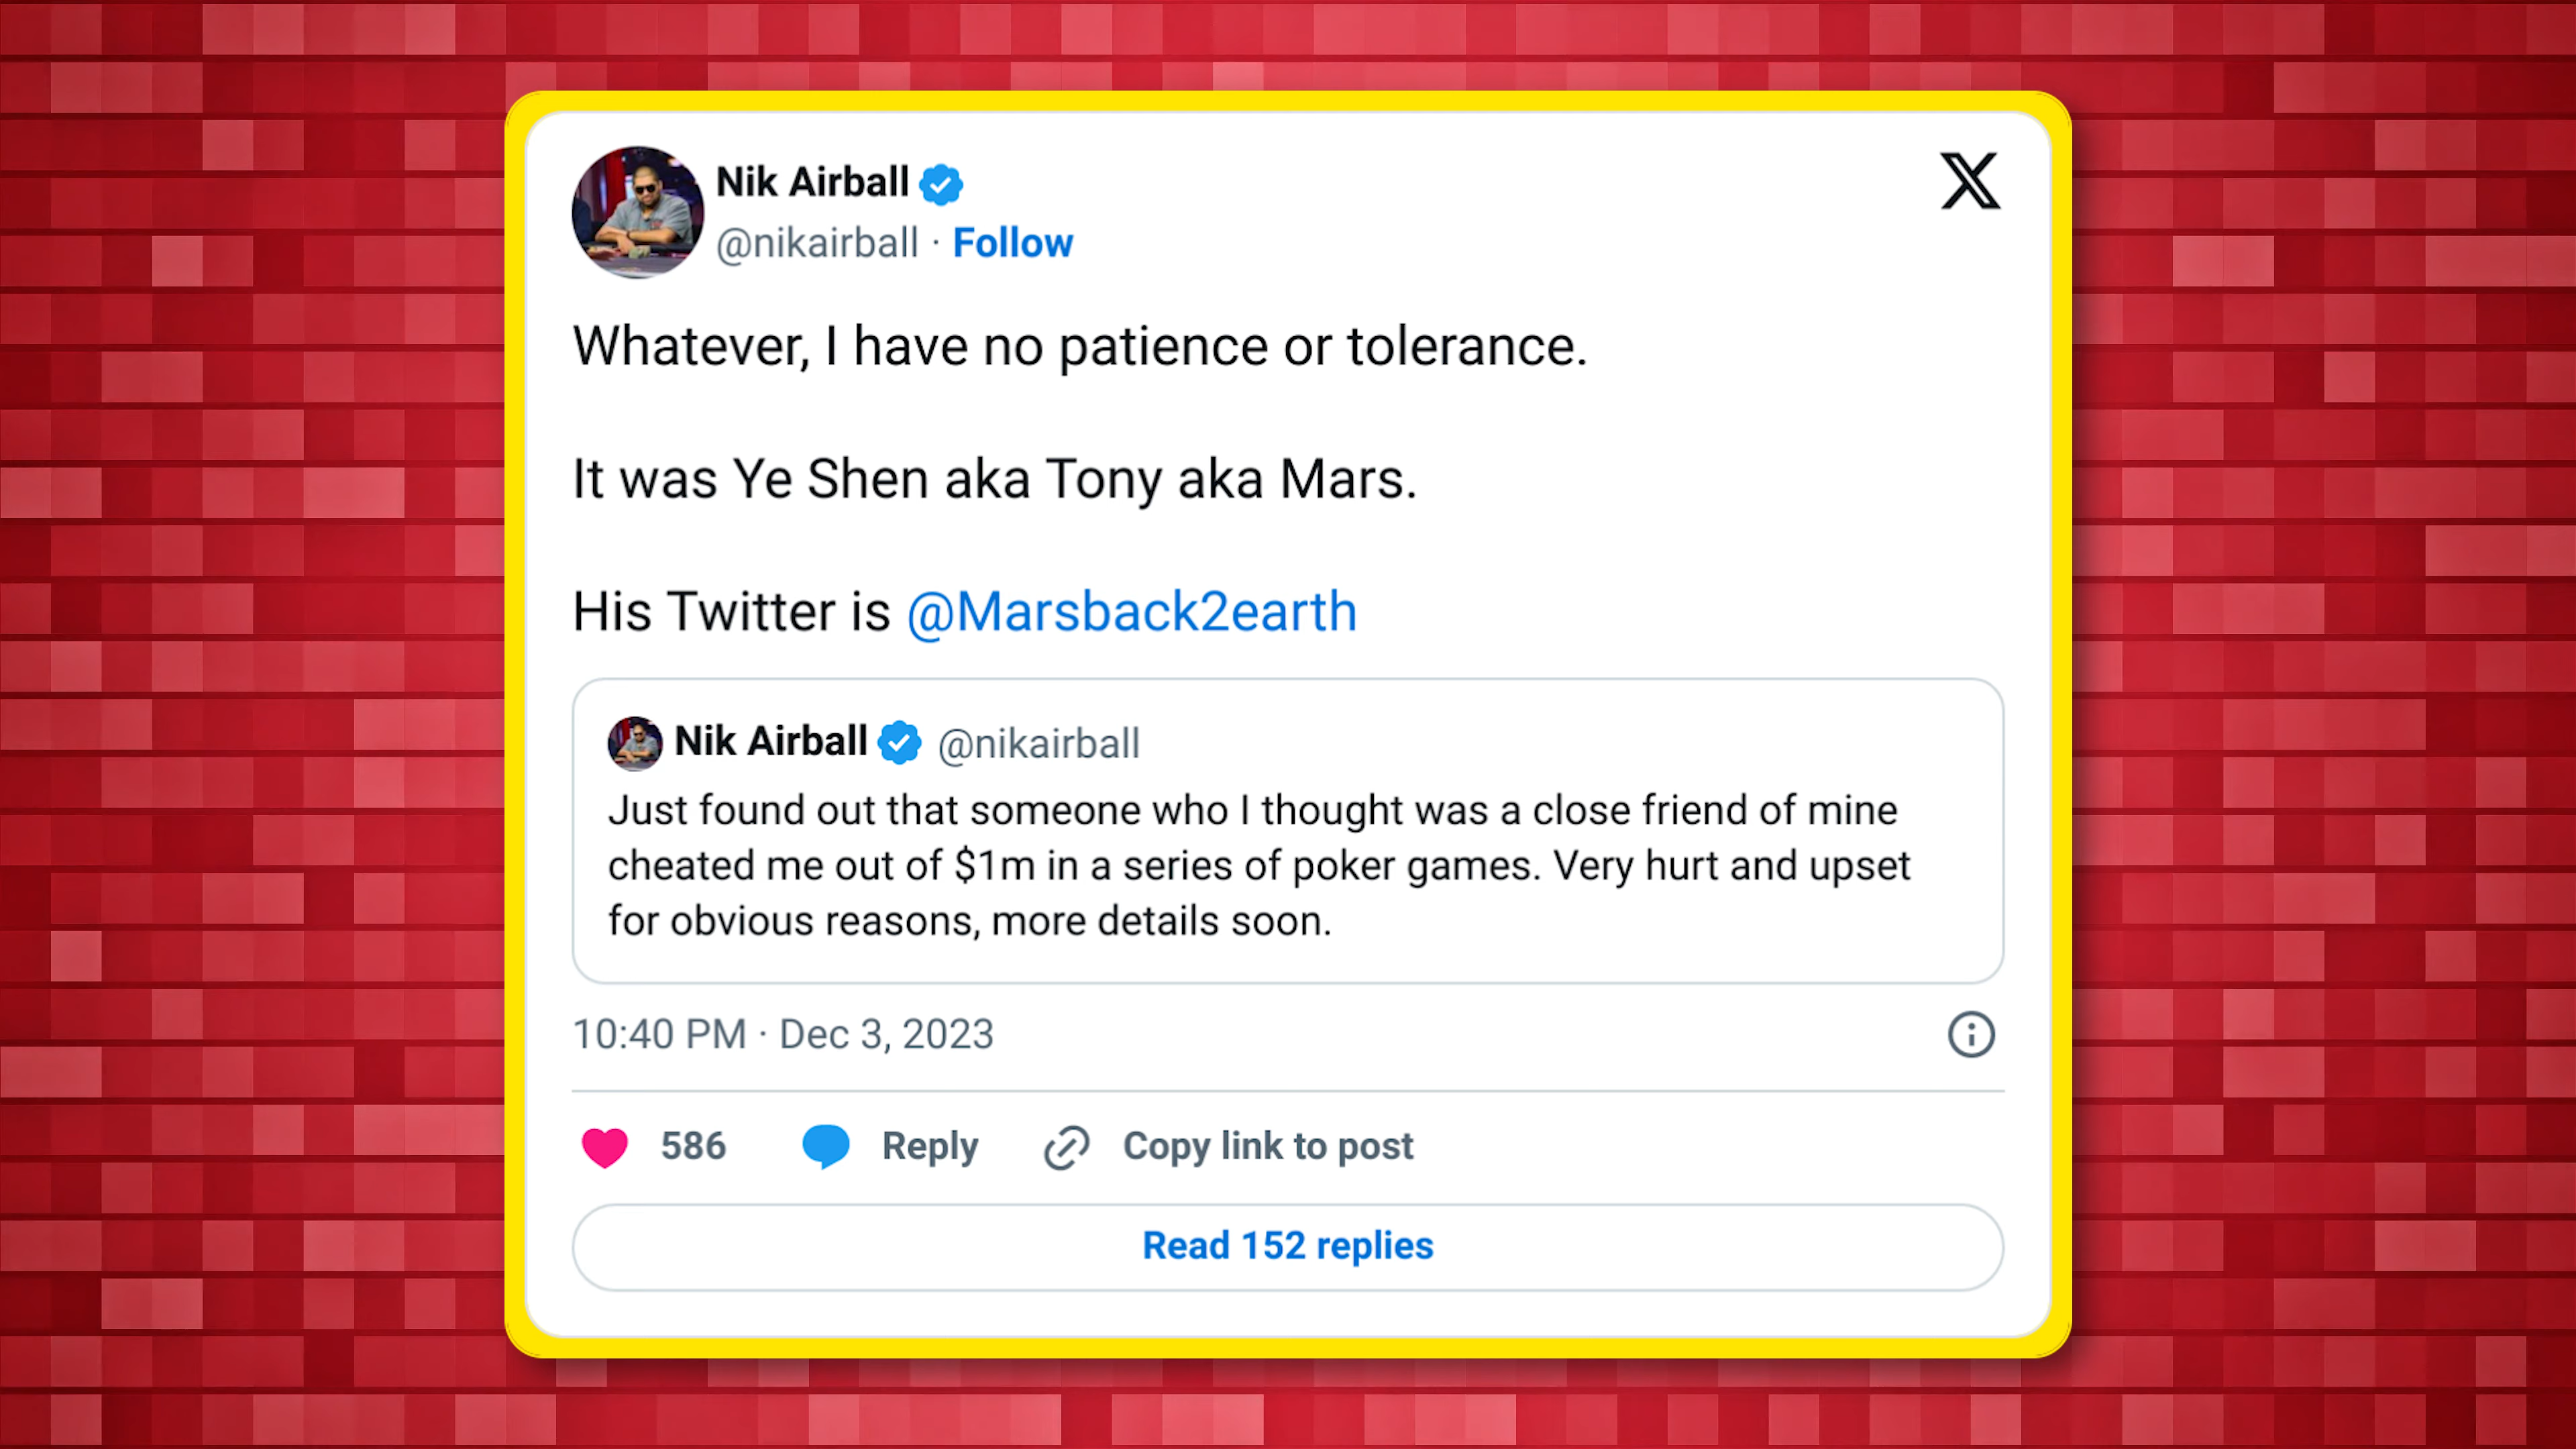 Nik Airball
@nikairball · Follow
Whatever, I have no patience or tolerance.
It was Ye Shen aka Tony aka Mars.
His Twitter is @Marsback2earth
Nik Airball @nikairball
Just found out that someone who I thought was a close friend of mine
cheated me out of $1m in a series of poker games. Very hurt and upset
for obvious reasons, more details soon.
10:40 PM · Dec 3, 2023
586 Reply Copy link to post
Read 152 replies